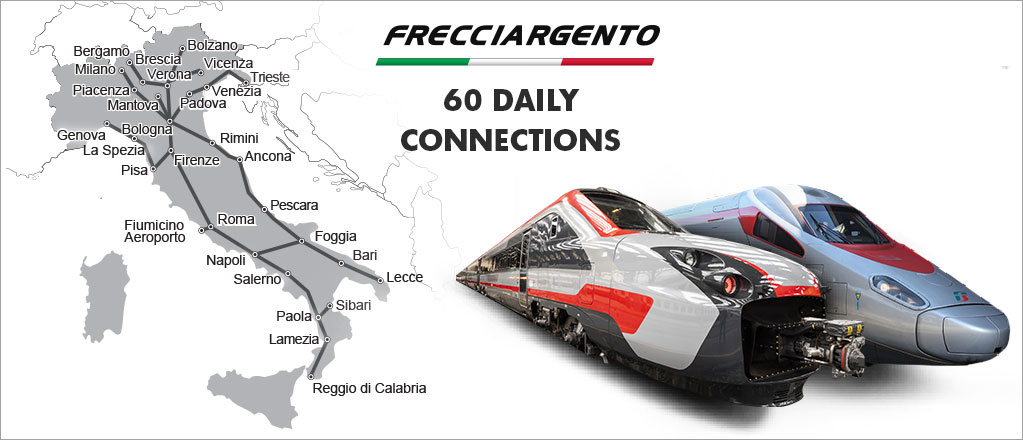 FRECCIARGENTO
60 DAILY
CONNECTIONS
Bolzano
Bergamo
Brescia
Vicenza
Milano
Verona
Trieste
Piacenza
Venezia
Mantova
Padova
Genova
Bologna
Rimini
La Spezia
Firenze
Ancona
Pisa
Pescara
Fiumicino
Aeroporto
Roma
Foggia
Napoli
Bari
Salerno
Lecce
Sibari
Paola
Lamezia
Reggio di Calabria